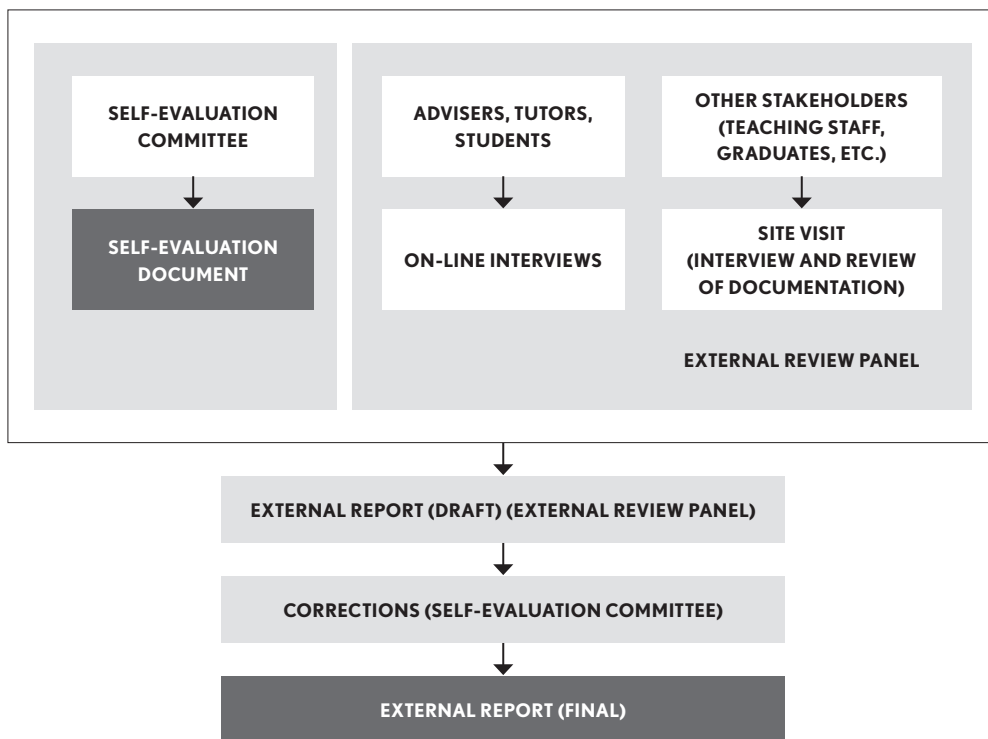 SELF-EVALUATION
COMMITTEE
SELF-EVALUATION
DOCUMENT
ADVISERS, TUTORS,
STUDENTS
ON-LINE INTERVIEWS
OTHER STAKEHOLDERS
(TEACHING STAFF,
GRADUATES, ETC.)
SITE VISIT
(INTERVIEW AND REVIEW
OF DOCUMENTATION)
EXTERNAL REVIEW PANEL
EXTERNAL REPORT (DRAFT) (EXTERNAL REVIEW PANEL)
CORRECTIONS (SELF-EVALUATION COMMITTEE)
EXTERNAL REPORT (FINAL)